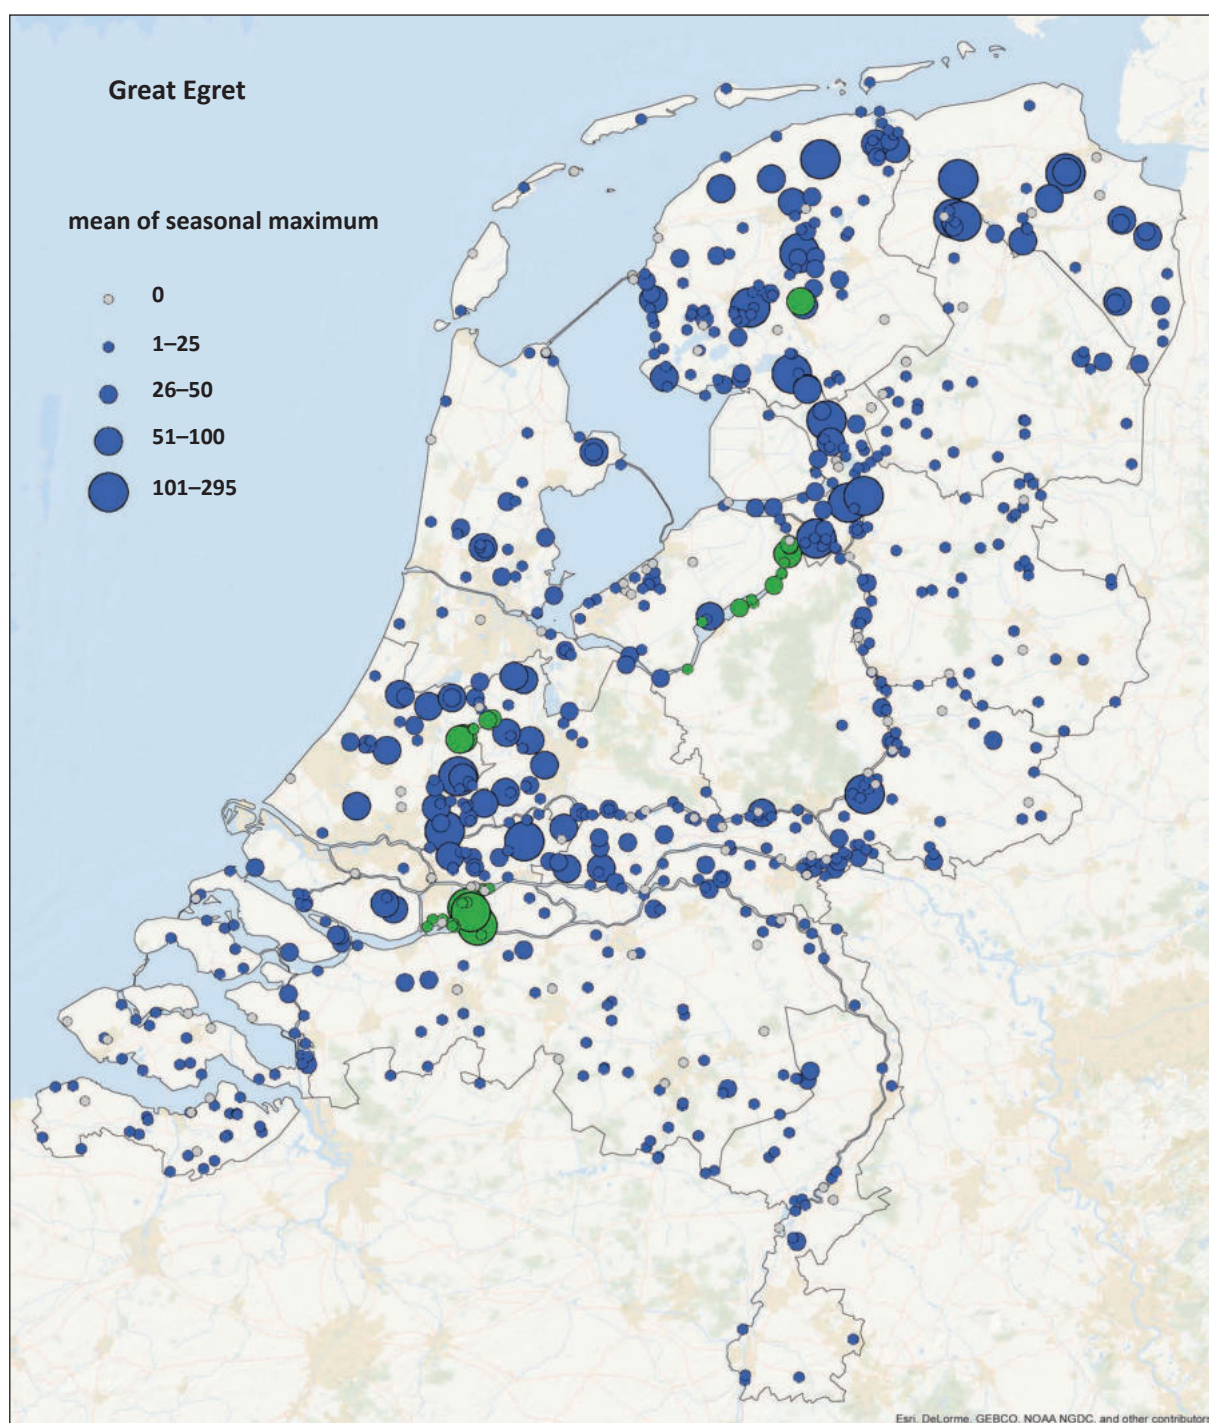 Great Egret
mean of seasonal maximum
0
1–25
26–50
51–100
101–295
Esri, DeLorme, GEBCO, NOAA NGDC, and other contributors